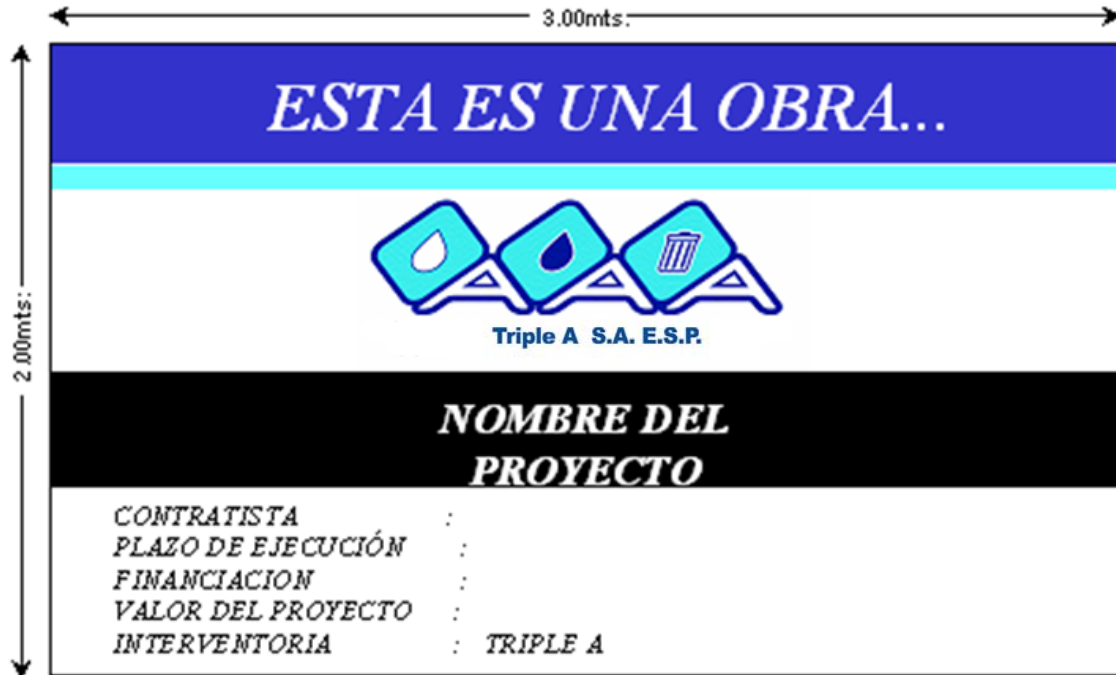 3.00mts:
ESTA ES UNA OBRA...
2.00mts:
Triple A S.A. E.S.P.
NOMBRE DEL
PROYECTO
CONTRATISTA :
PLAZO DE EJECUCIÓN :
FINANCIACION :
VALOR DEL PROYECTO :
INTERVENTORIA : TRIPLE A